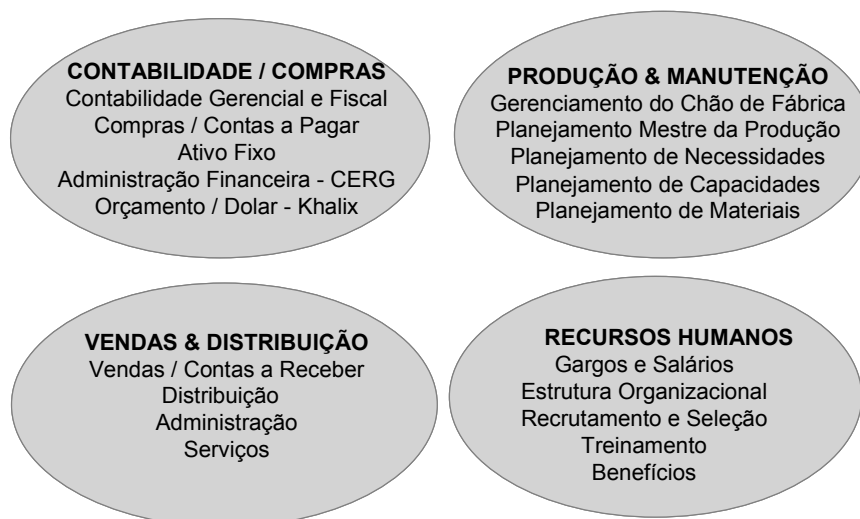 CONTABILIDADE / COMPRAS
Contabilidade Gerencial e Fiscal
Compras / Contas a Pagar
Ativo Fixo
Administração Financeira - CERG
Orçamento / Dolar - Khalix
PRODUÇÃO & MANUTENÇÃO
Gerenciamento do Chão de Fábrica
Planejamento Mestre da Produção
Planejamento de Necessidades
Planejamento de Capacidades
Planejamento de Materiais
VENDAS & DISTRIBUIÇÃO
Vendas / Contas a Receber
Distribuição
Administração
Serviços
RECURSOS HUMANOS
Gargos e Salários
Estrutura Organizacional
Recrutamento e Seleção
Treinamento
Benefícios